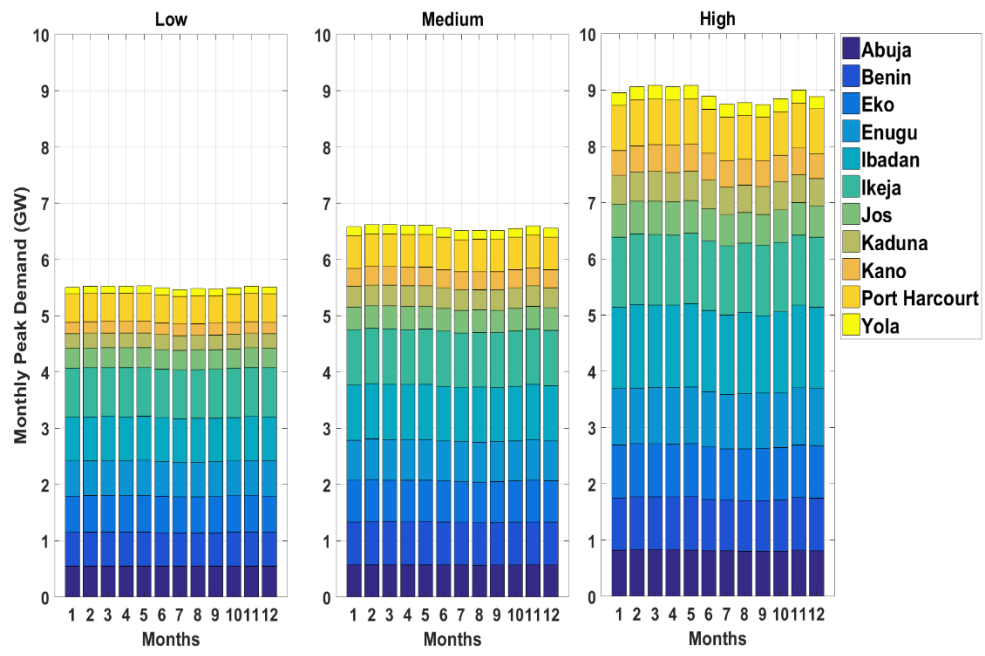 Low
Medium
High
Monthly Peak Demand (GW)
10
9
8
7
6
5
4
3
2
1
0
1 2 3 4 5 6 7 8 9 10 11 12
Months
10
9
8
7
6
5
4
3
2
1
0
1 2 3 4 5 6 7 8 9 10 11 12
Months
10
9
8
7
6
5
4
3
2
1
0
1 2 3 4 5 6 7 8 9 10 11 12
Months
Abuja
Benin
Eko
Enugu
Ibadan
Ikeja
Jos
Kaduna
Kano
Port Harcourt
Yola